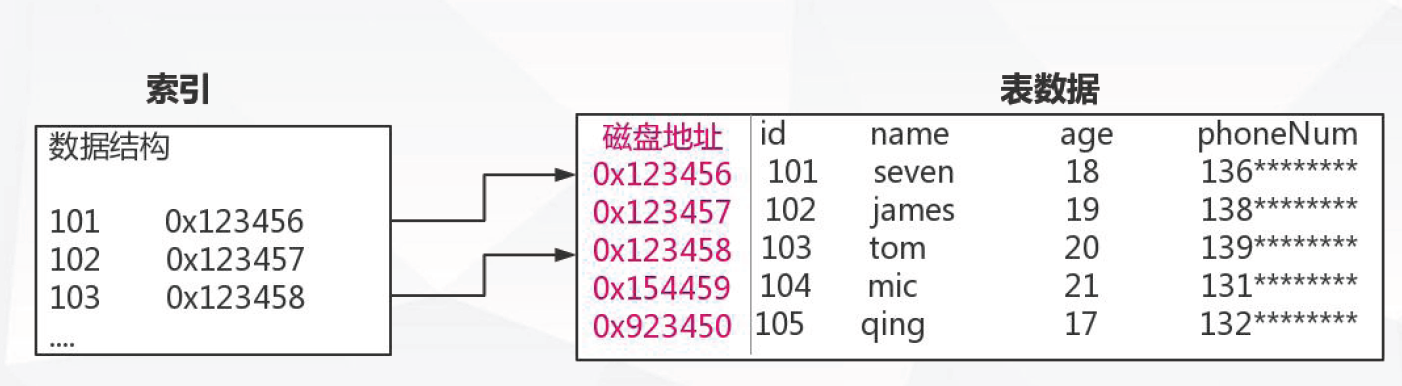 索引
数据结构
101 0x123456
102 0x123457
103 0x123458
....
表数据
磁盘地址 id name age phoneNum
0x123456 101 seven 18 136********
0x123457 102 james 19 138********
0x123458 103 tom 20 139********
0x154459 104 mic 21 131********
0x923450 105 qing 17 132********